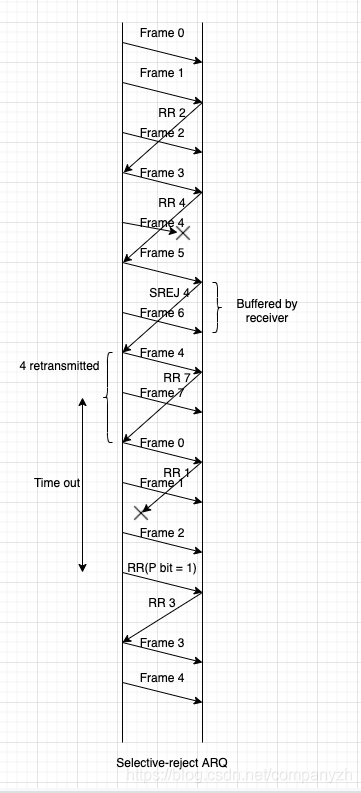 Frame 0
Frame 1
RR 2
Frame 2
Frame 3
RR 4
Frame 4
Frame 5
SREJ 4
Buffered by
receiver
Frame 6
Frame 4
4 retransmitted
RR 7
Frame 7
Frame 0
RR 1
Time out
Frame 1
Frame 2
RR(P bit = 1)
RR 3
Frame 3
Frame 4
Selective-reject ARQ
https://blog.csdn.net/companyzh